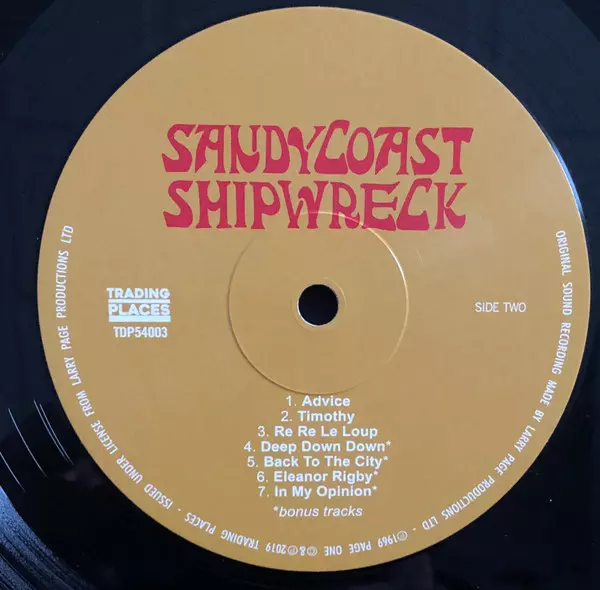 SANDYCOAST
SHIPWRECK
TRADING
PLACES
TDP54003
SIDE TWO
1. Advice
2. Timothy
3. Re Re Le Loup
4. Deep Down Down*
5. Back To The City*
6. Eleanor Rigby*
7. In My Opinion*
*bonus tracks
ORIGINAL SOUND RECORDING MADE BY LARRY PAGE PRODUCTIONS LTD - ℗1969 PAGE ONE ©&℗2019 TRADING PLACES - ISSUED UNDER LICENSE FROM LARRY PAGE PRODUCTIONS LTD